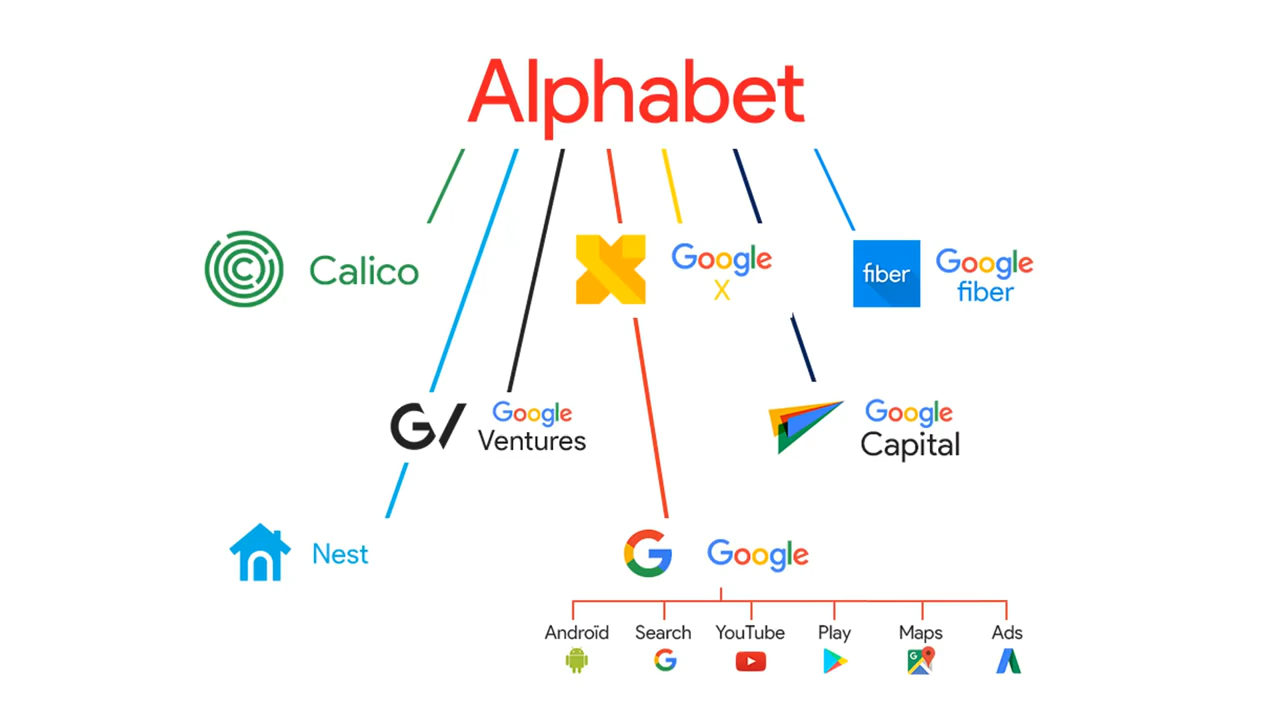 Alphabet
Calico
Google
X
fiber
Google
fiber
G/
Google
Ventures
Google
Capital
Nest
G
Google
Androïd
Search
YouTube
Play
Maps
Ads